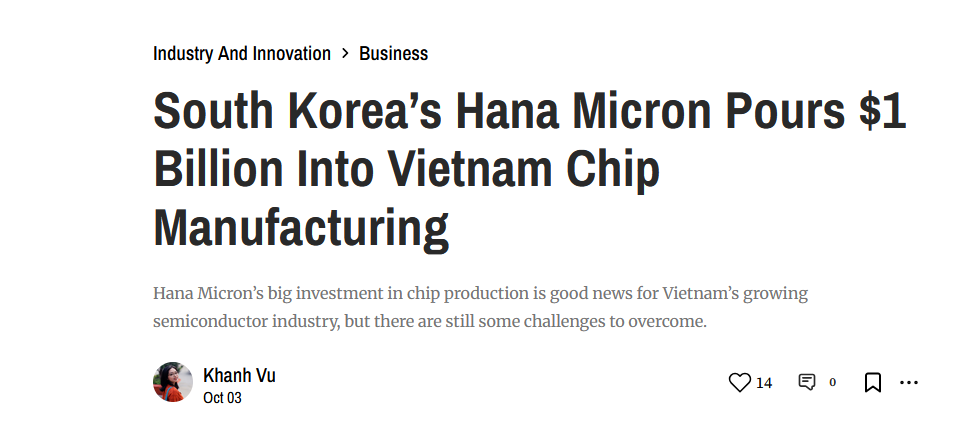 Industry And Innovation > Business
South Korea’s Hana Micron Pours $1
Billion Into Vietnam Chip
Manufacturing
Hana Micron’s big investment in chip production is good news for Vietnam’s growing
semiconductor industry, but there are still some challenges to overcome.
Khanh Vu
Oct 03
14
0